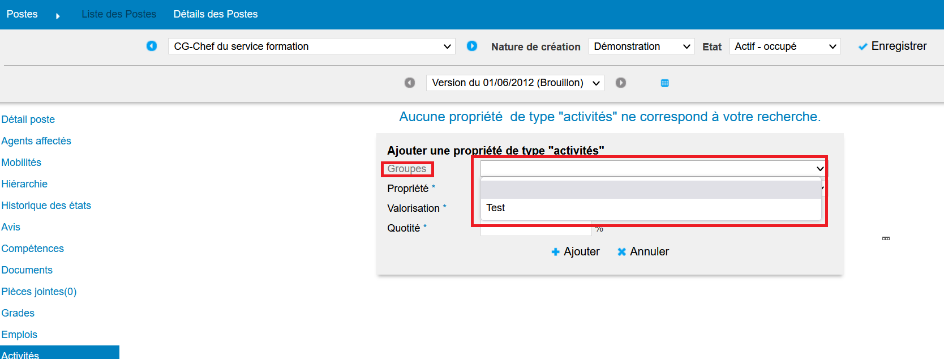 Postes Liste des Postes Détails des Postes
CG-Chef du service formation Nature de création Démonstration Etat Actif - occupé Enregistrer
Version du 01/06/2012 (Brouillon)
Aucune propriété de type "activités" ne correspond à votre recherche.
Détail poste
Agents affectés
Mobilités
Hiérarchie
Historique des états
Avis
Compétences
Documents
Pièces jointes(0)
Grades
Emplois
Activités
Ajouter une propriété de type "activités"
Groupes
Propriété *
Test
Valorisation *
Quotité * %
Ajouter Annuler